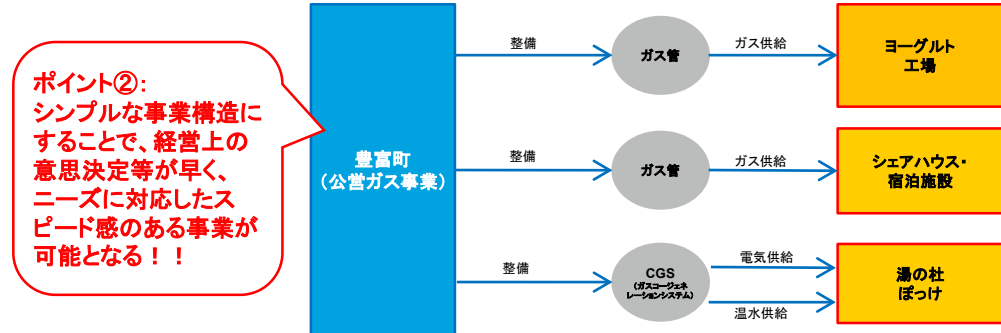 ポイント②:
シンプルな事業構造に
することで、経営上の
意思決定等が早く、
ニーズに対応したス
ピード感のある事業が
可能となる！！
豊富町
（公営ガス事業）
整備
ガス管
ガス供給
ヨーグルト
工場
整備
ガス管
ガス供給
シェアハウス・
宿泊施設
整備
CGS
(ガスコージェネ
レーションシステム)
電気供給
温水供給
湯の杜
ぽっけ